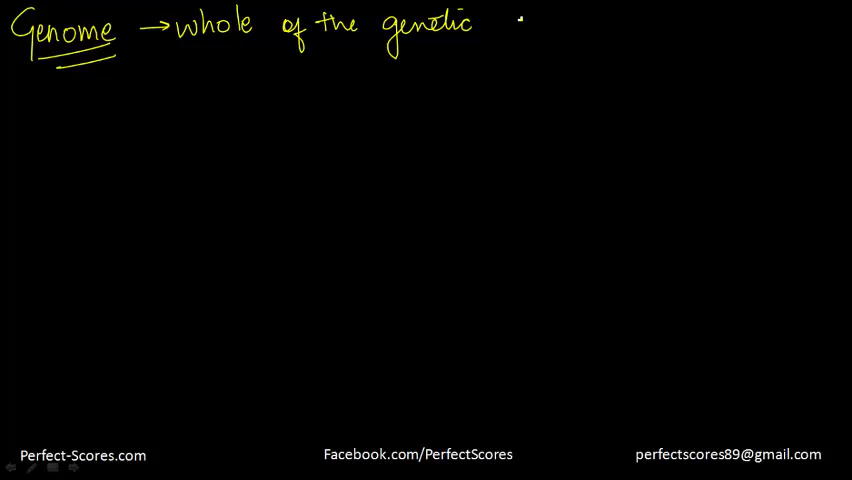 Genome → whole of the genetic
Perfect-Scores.com
Facebook.com/PerfectScores
perfectscores89@gmail.com